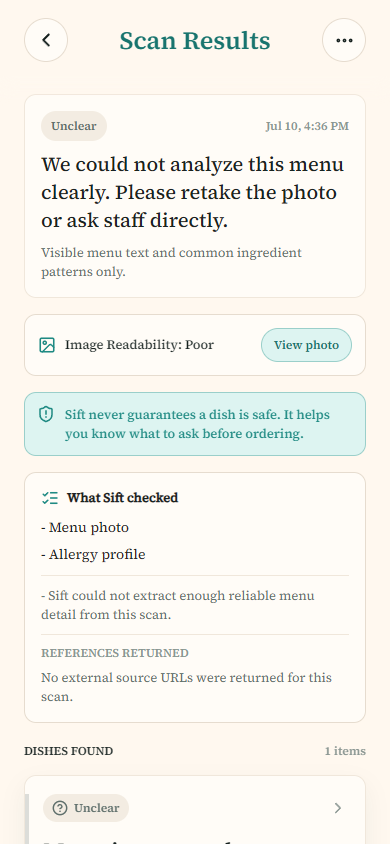 Scan Results
Unclear
Jul 10, 4:36 PM
We could not analyze this menu
clearly. Please retake the photo
or ask staff directly.
Visible menu text and common ingredient
patterns only.
Image Readability: Poor
View photo
Sift never guarantees a dish is safe. It helps
you know what to ask before ordering.
What Sift checked
- Menu photo
- Allergy profile
- Sift could not extract enough reliable menu
detail from this scan.
REFERENCES RETURNED
No external source URLs were returned for this
scan.
DISHES FOUND
1 items
Unclear